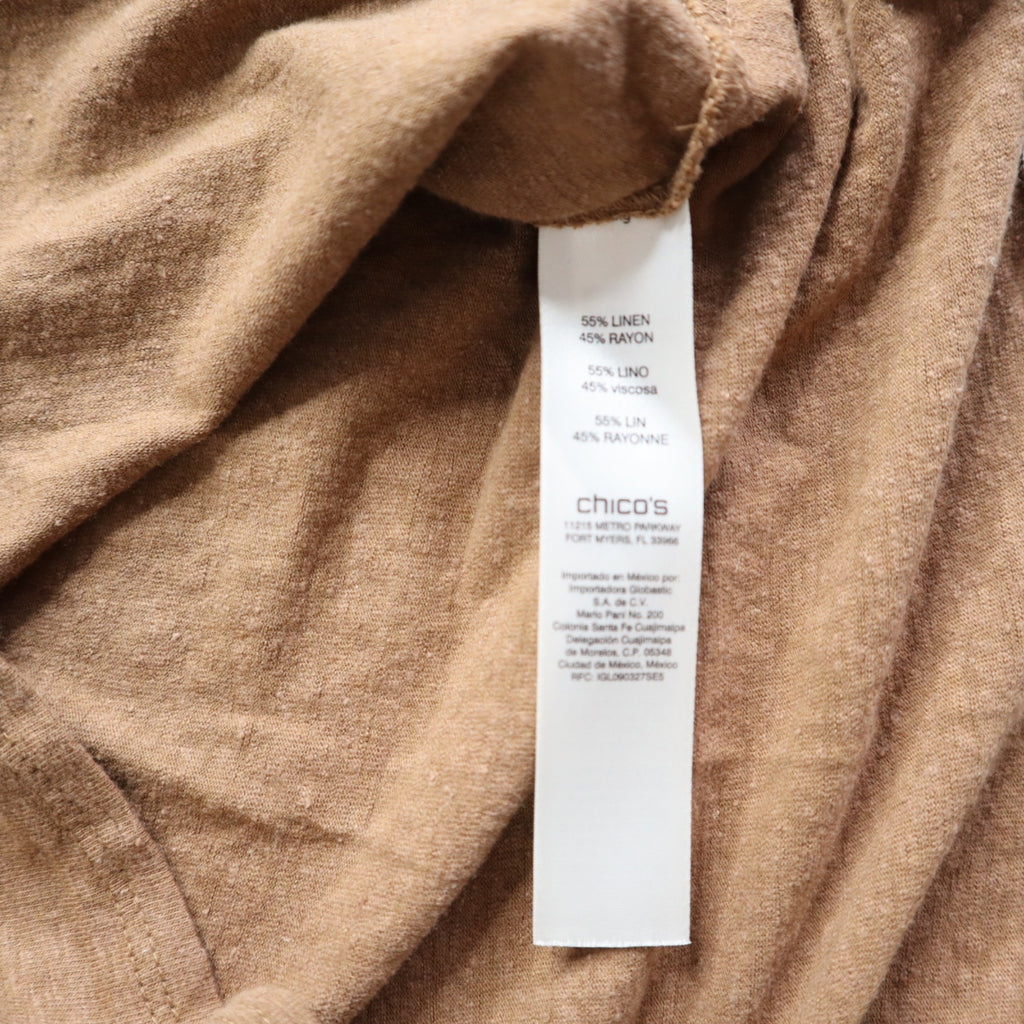 55% LINEN
45% RAYON
55% LINO
45% viscosa
55% LIN
45% RAYONNE
chico's
11215 METRO PARKWAY
FORT MYERS, FL 33966
Importado en México por:
Importadora Globastic
S.A. de C.V.
Mario Pani No. 200
Colonia Santa Fe Cuajimalpa
Delegación Cuajimalpa
de Morelos, C.P. 05348
Ciudad de México, México
RFC: IGL090327SE5